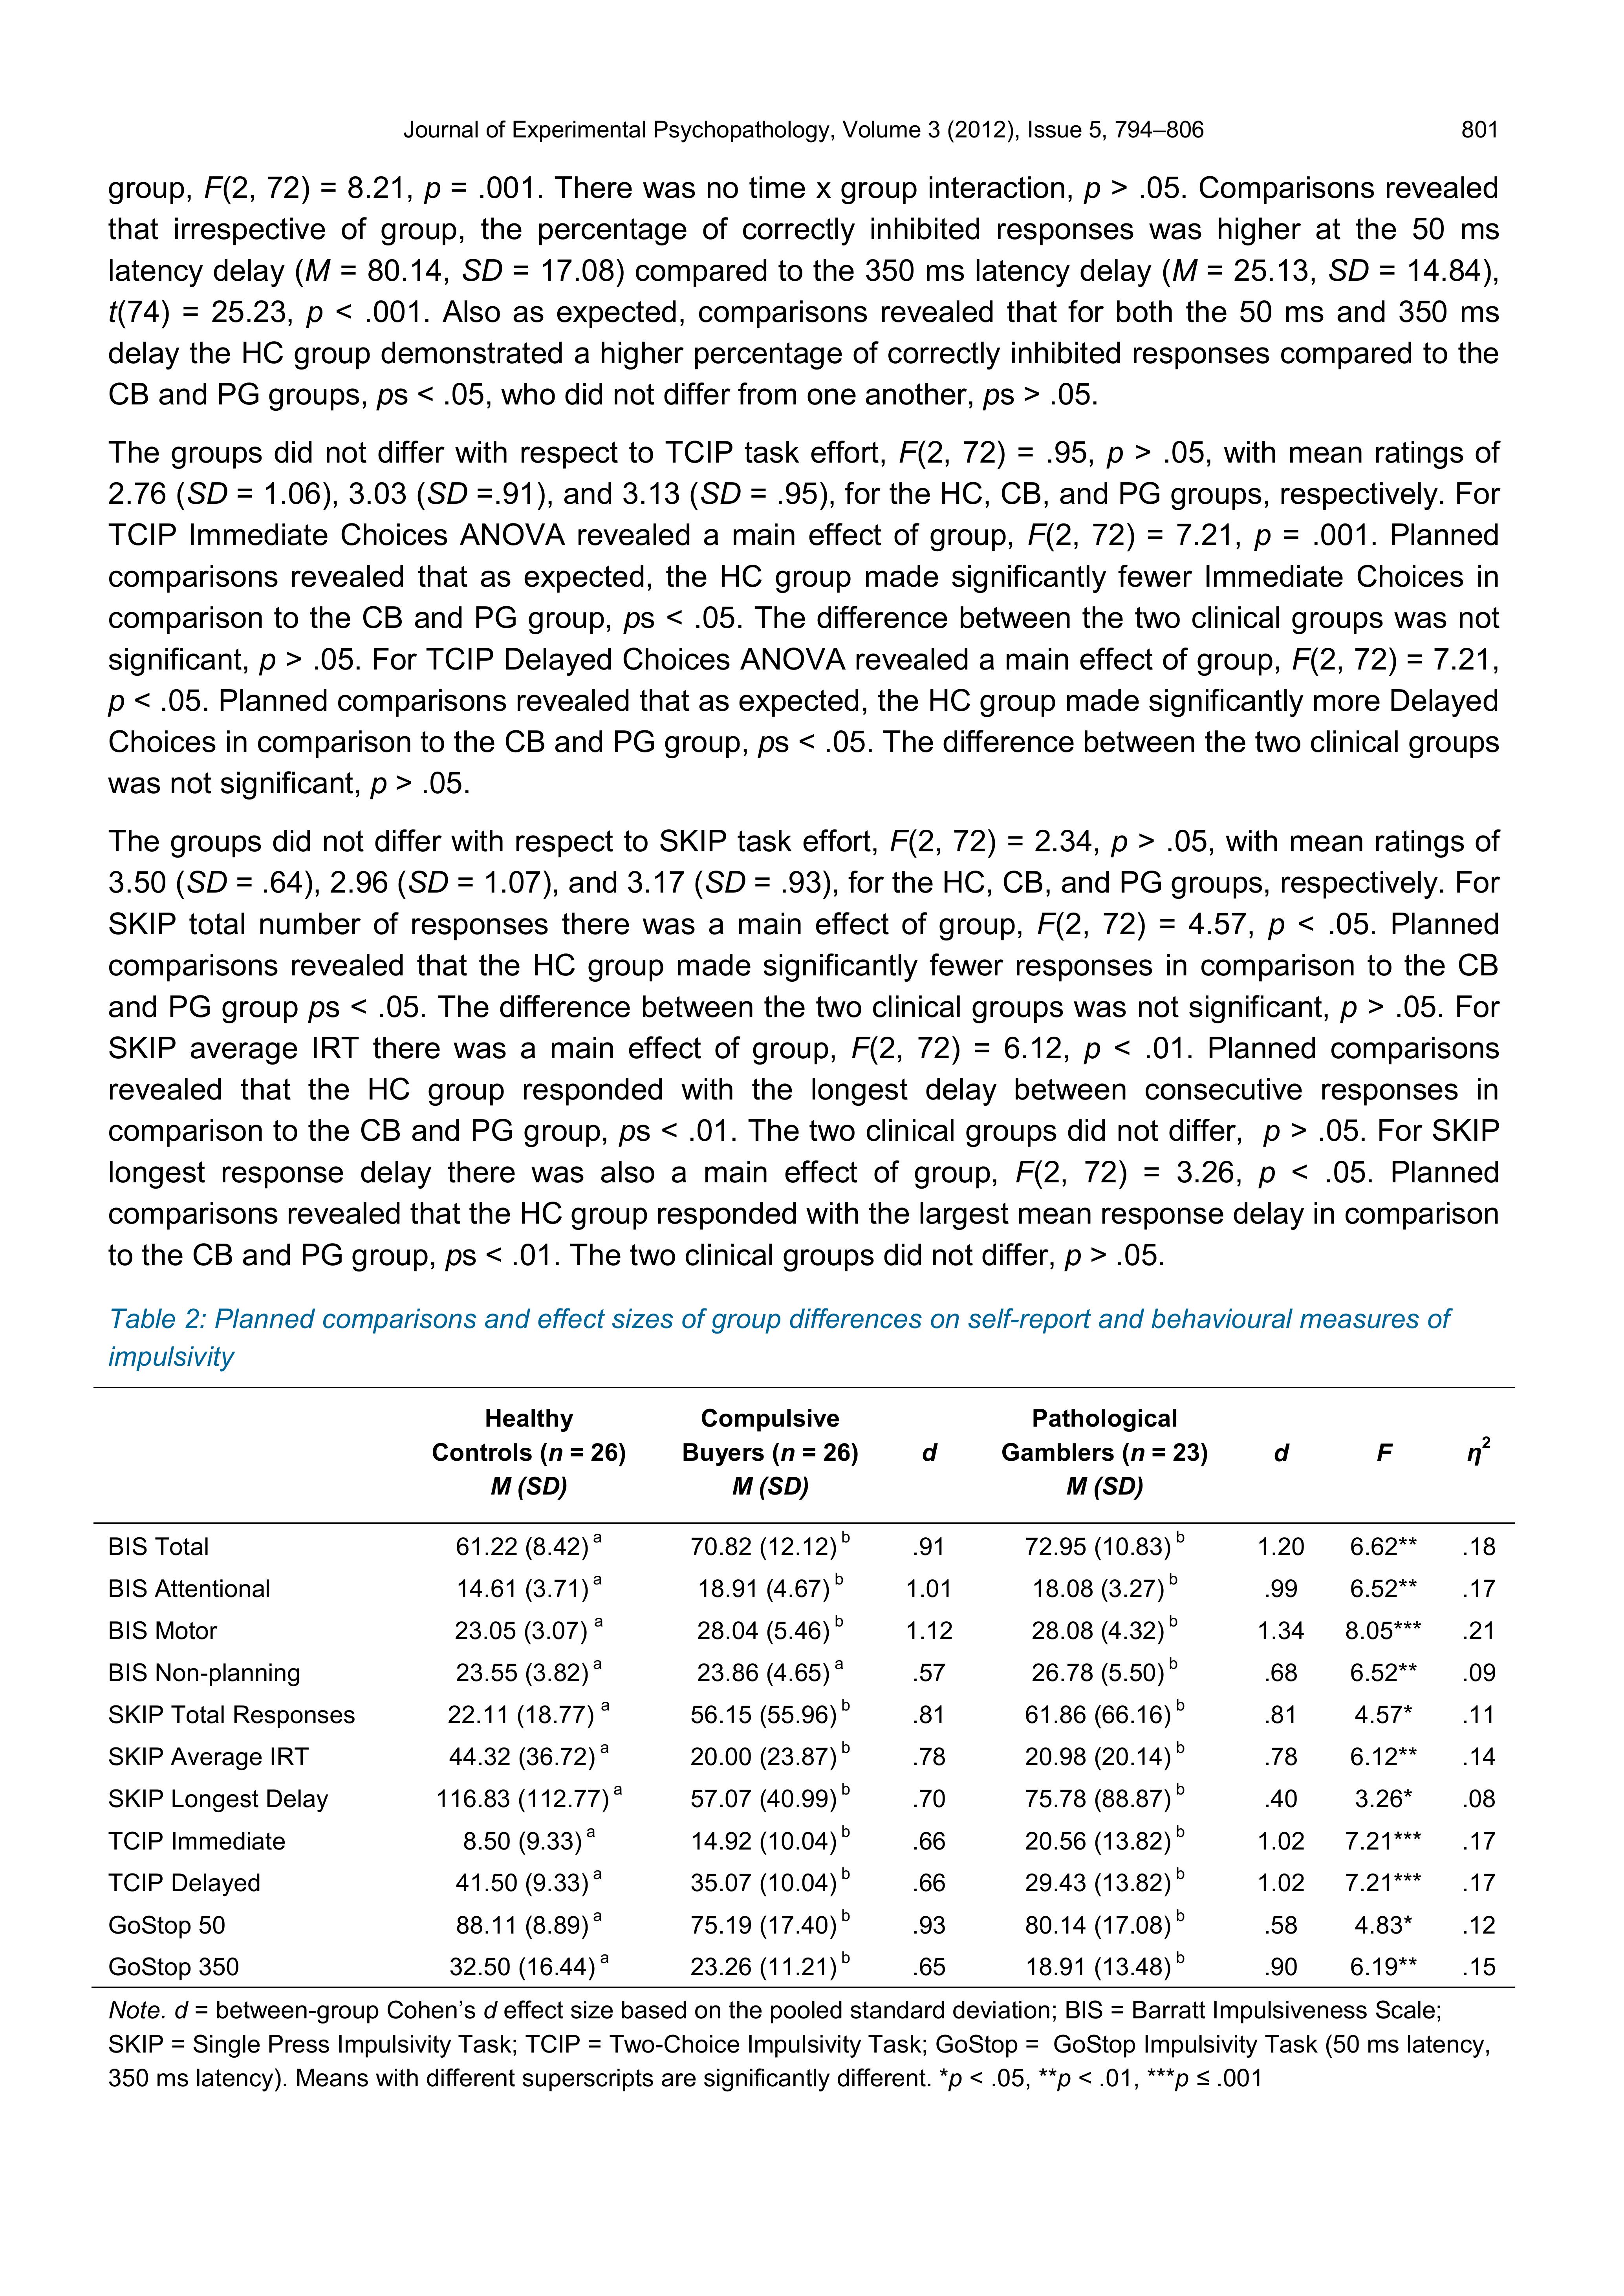 Journal of Experimental Psychopathology, Volume 3 (2012), Issue 5, 794–806 801
group, F(2, 72) = 8.21, p = .001. There was no time x group interaction, p > .05. Comparisons revealed
that irrespective of group, the percentage of correctly inhibited responses was higher at the 50 ms
latency delay (M = 80.14, SD = 17.08) compared to the 350 ms latency delay (M = 25.13, SD = 14.84),
t(74) = 25.23, p < .001. Also as expected, comparisons revealed that for both the 50 ms and 350 ms
delay the HC group demonstrated a higher percentage of correctly inhibited responses compared to the
CB and PG groups, ps < .05, who did not differ from one another, ps > .05.
The groups did not differ with respect to TCIP task effort, F(2, 72) = .95, p > .05, with mean ratings of
2.76 (SD = 1.06), 3.03 (SD =.91), and 3.13 (SD = .95), for the HC, CB, and PG groups, respectively. For
TCIP Immediate Choices ANOVA revealed a main effect of group, F(2, 72) = 7.21, p = .001. Planned
comparisons revealed that as expected, the HC group made significantly fewer Immediate Choices in
comparison to the CB and PG group, ps < .05. The difference between the two clinical groups was not
significant, p > .05. For TCIP Delayed Choices ANOVA revealed a main effect of group, F(2, 72) = 7.21,
p < .05. Planned comparisons revealed that as expected, the HC group made significantly more Delayed
Choices in comparison to the CB and PG group, ps < .05. The difference between the two clinical groups
was not significant, p > .05.
The groups did not differ with respect to SKIP task effort, F(2, 72) = 2.34, p > .05, with mean ratings of
3.50 (SD = .64), 2.96 (SD = 1.07), and 3.17 (SD = .93), for the HC, CB, and PG groups, respectively. For
SKIP total number of responses there was a main effect of group, F(2, 72) = 4.57, p < .05. Planned
comparisons revealed that the HC group made significantly fewer responses in comparison to the CB
and PG group ps < .05. The difference between the two clinical groups was not significant, p > .05. For
SKIP average IRT there was a main effect of group, F(2, 72) = 6.12, p < .01. Planned comparisons
revealed that the HC group responded with the longest delay between consecutive responses in
comparison to the CB and PG group, ps < .01. The two clinical groups did not differ, p > .05. For SKIP
longest response delay there was also a main effect of group, F(2, 72) = 3.26, p < .05. Planned
comparisons revealed that the HC group responded with the largest mean response delay in comparison
to the CB and PG group, ps < .01. The two clinical groups did not differ, p > .05.
Table 2: Planned comparisons and effect sizes of group differences on self-report and behavioural measures of
impulsivity
Healthy Compulsive Pathological
Controls (n = 26) Buyers (n = 26) d Gamblers (n = 23) d F η²
M (SD) M (SD) M (SD)
BIS Total 61.22 (8.42) a 70.82 (12.12) b .91 72.95 (10.83) b 1.20 6.62** .18
BIS Attentional 14.61 (3.71) a 18.91 (4.67) b 1.01 18.08 (3.27) b .99 6.52** .17
BIS Motor 23.05 (3.07) a 28.04 (5.46) b 1.12 28.08 (4.32) b 1.34 8.05*** .21
BIS Non-planning 23.55 (3.82) a 23.86 (4.65) a .57 26.78 (5.50) b .68 6.52** .09
SKIP Total Responses 22.11 (18.77) a 56.15 (55.96) b .81 61.86 (66.16) b .81 4.57* .11
SKIP Average IRT 44.32 (36.72) a 20.00 (23.87) b .78 20.98 (20.14) b .78 6.12** .14
SKIP Longest Delay 116.83 (112.77) a 57.07 (40.99) b .70 75.78 (88.87) b .40 3.26* .08
TCIP Immediate 8.50 (9.33) a 14.92 (10.04) b .66 20.56 (13.82) b 1.02 7.21*** .17
TCIP Delayed 41.50 (9.33) a 35.07 (10.04) b .66 29.43 (13.82) b 1.02 7.21*** .17
GoStop 50 88.11 (8.89) a 75.19 (17.40) b .93 80.14 (17.08) b .58 4.83* .12
GoStop 350 32.50 (16.44) a 23.26 (11.21) b .65 18.91 (13.48) b .90 6.19** .15
Note. d = between-group Cohen’s d effect size based on the pooled standard deviation; BIS = Barratt Impulsiveness Scale;
SKIP = Single Press Impulsivity Task; TCIP = Two-Choice Impulsivity Task; GoStop = GoStop Impulsivity Task (50 ms latency,
350 ms latency). Means with different superscripts are significantly different. *p < .05, **p < .01, ***p ≤ .001